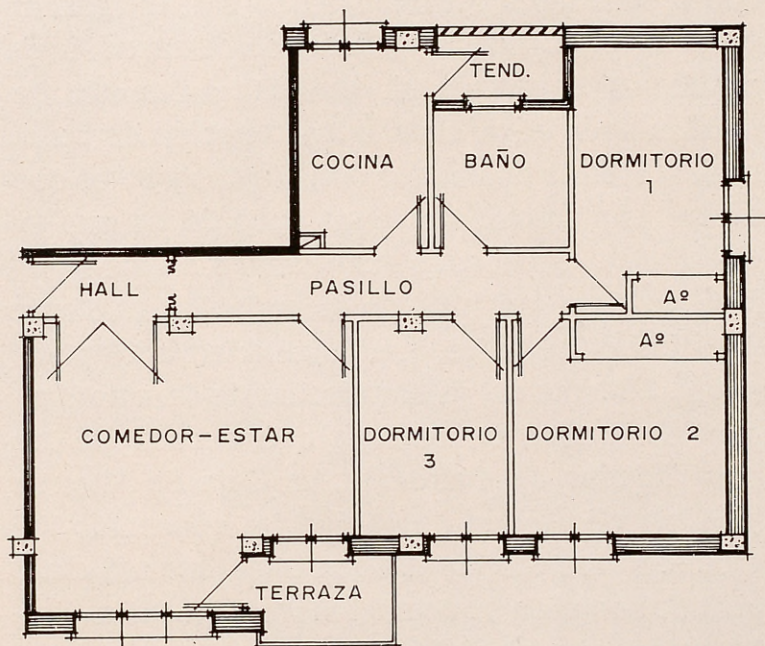 TEND.
COCINA
BAÑO
DORMITORIO
1
HALL
PASILLO
Aº
Aº
COMEDOR-ESTAR
DORMITORIO
3
DORMITORIO 2
TERRAZA